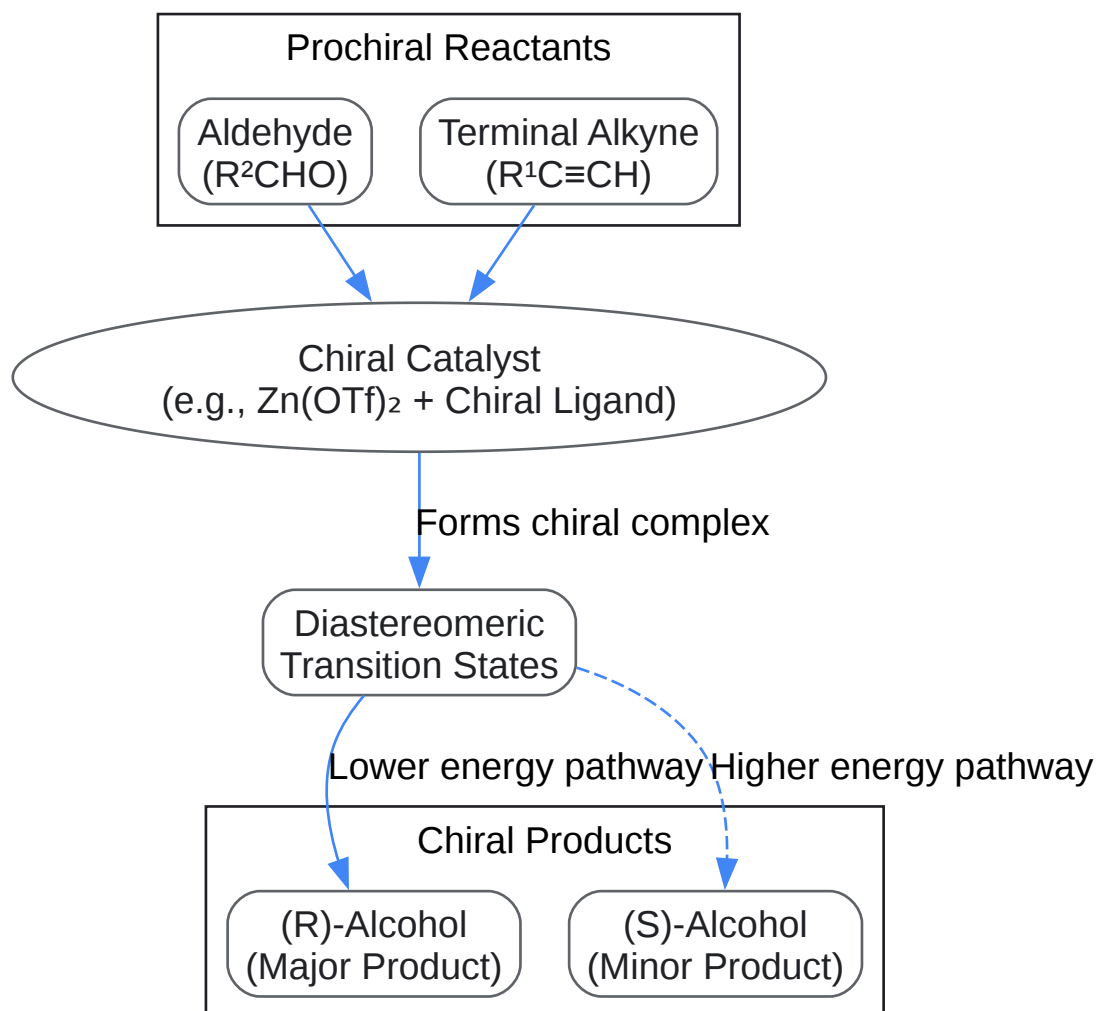 Prochiral Reactants
Aldehyde
(R²CHO)
Terminal Alkyne
(R¹C≡CH)
Chiral Catalyst
(e.g., Zn(OTf)₂ + Chiral Ligand)
Forms chiral complex
Diastereomeric
Transition States
Lower energy pathway
Higher energy pathway
Chiral Products
(R)-Alcohol
(Major Product)
(S)-Alcohol
(Minor Product)